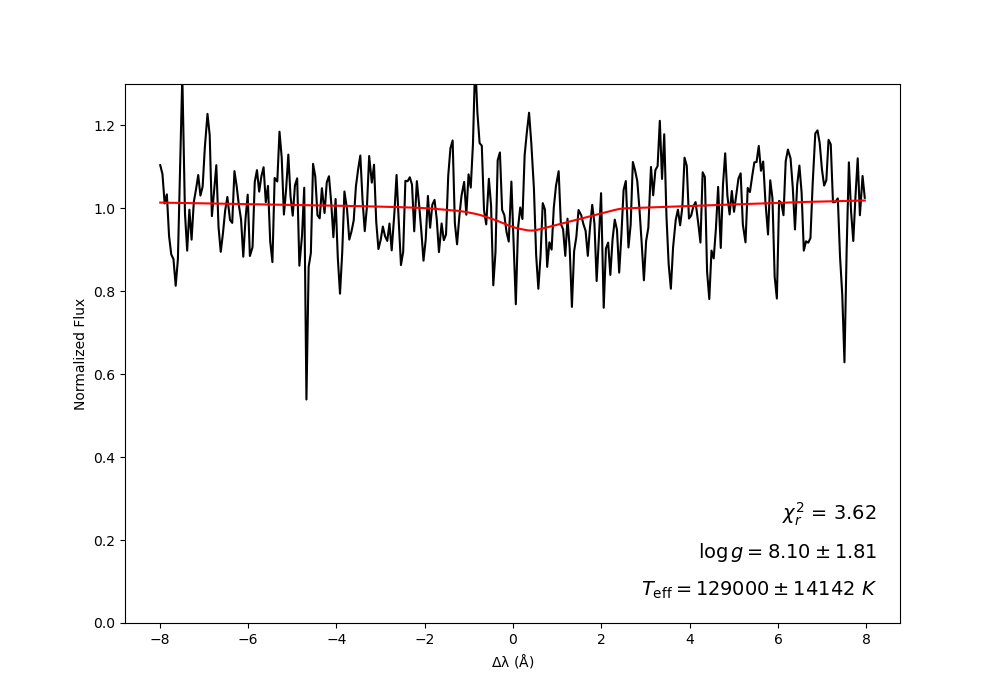 1.2
1.0
0.8
0.6
0.4
0.2
0.0
Normalized Flux
χ²ᵣ = 3.62
log g = 8.10 ± 1.81
T_eff = 129000 ± 14142 K
−8 −6 −4 −2 0 2 4 6 8
Δλ (Å)